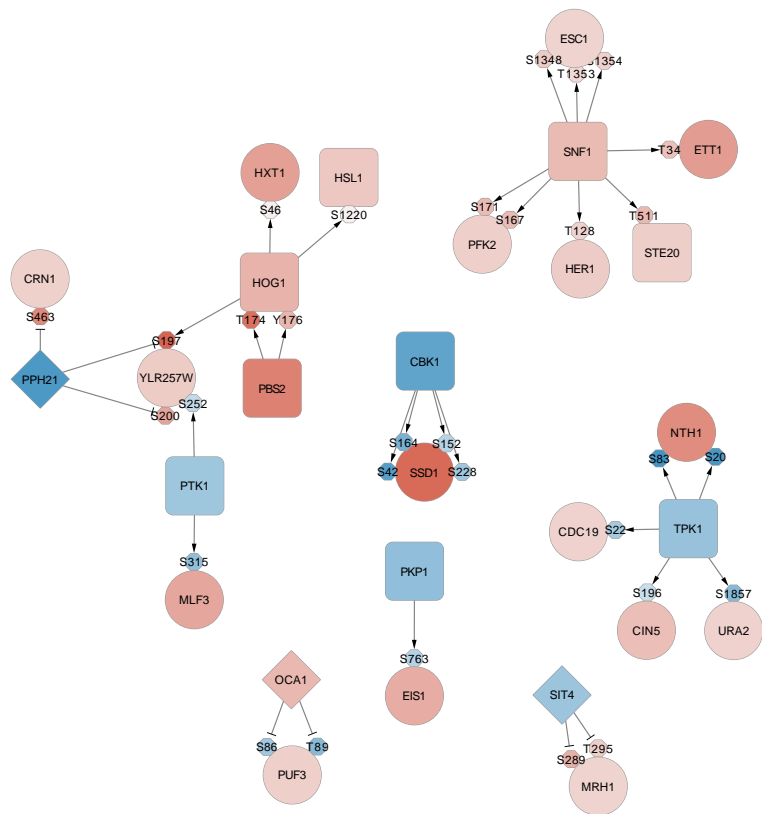 ESC1
S1348
T1353
S1354
SNF1
T34
ETT1
S171
S167
PFK2
T128
HER1
T511
STE20
HXT1
S46
HSL1
S1220
HOG1
T174
Y176
PBS2
CRN1
S463
PPH21
S197
YLR257W
S200
S252
PTK1
S315
MLF3
CBK1
S164
S152
S42
SSD1
S228
NTH1
S83
S20
TPK1
CDC19
S22
S196
CIN5
S1857
URA2
PKP1
S763
EIS1
OCA1
S86
T89
PUF3
SIT4
S289
T295
MRH1